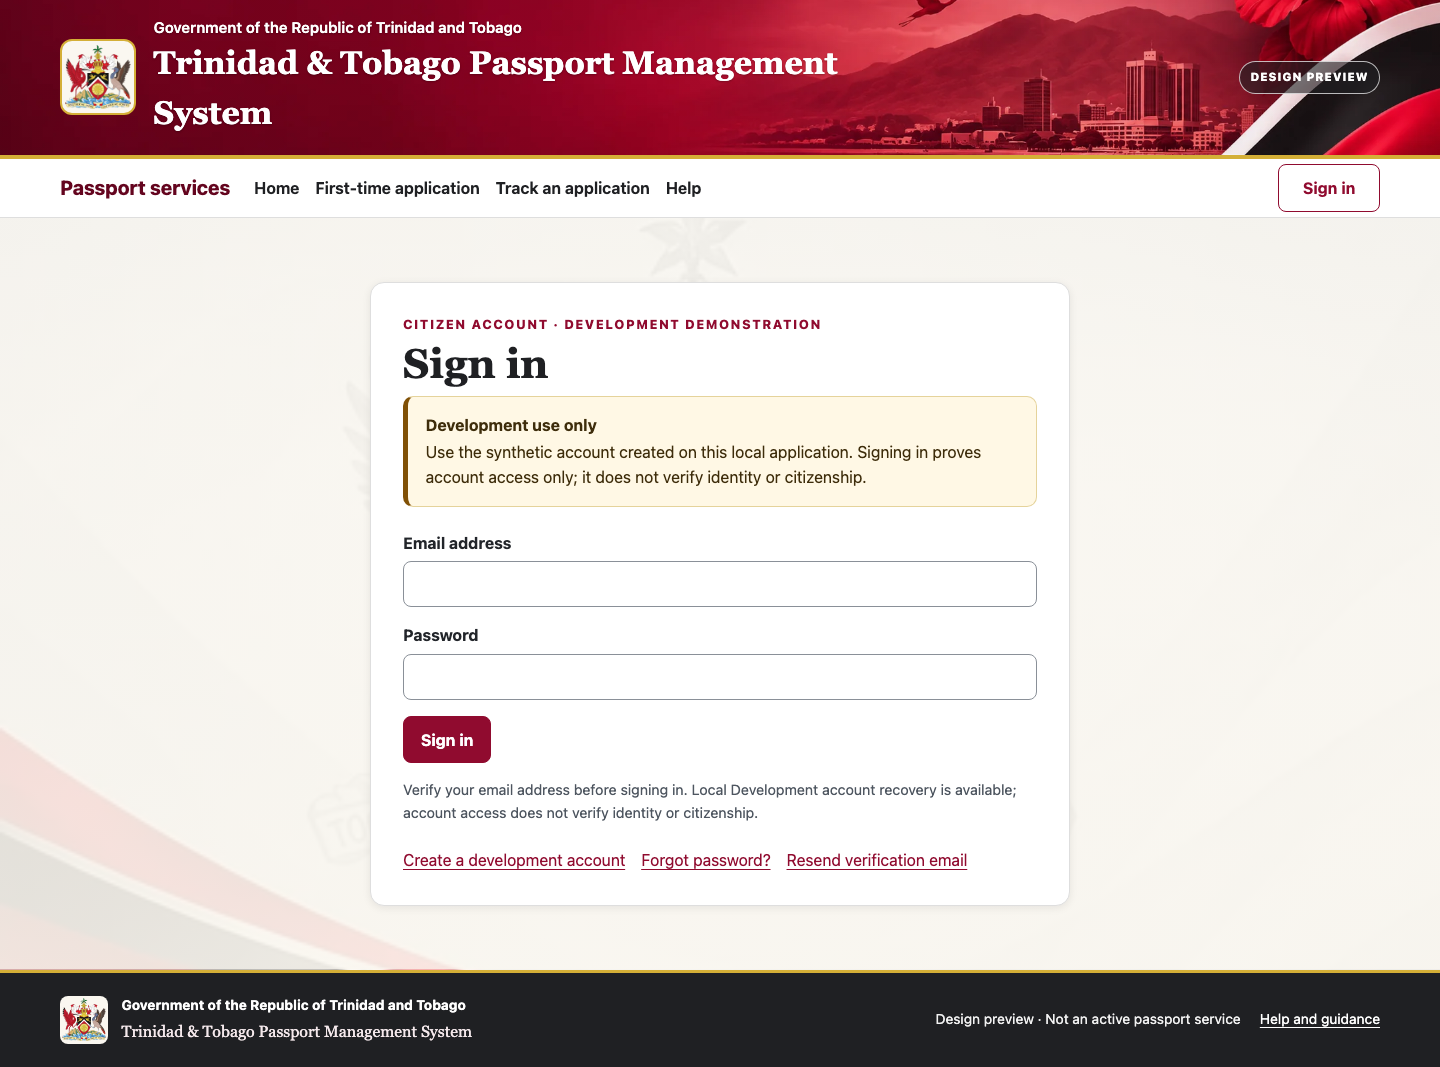 Government of the Republic of Trinidad and Tobago
Trinidad & Tobago Passport Management
System
DESIGN PREVIEW
Passport services
Home
First-time application
Track an application
Help
Sign in
CITIZEN ACCOUNT · DEVELOPMENT DEMONSTRATION
Sign in
Development use only
Use the synthetic account created on this local application. Signing in proves
account access only; it does not verify identity or citizenship.
Email address
Password
Sign in
Verify your email address before signing in. Local Development account recovery is available;
account access does not verify identity or citizenship.
Create a development account
Forgot password?
Resend verification email
Government of the Republic of Trinidad and Tobago
Trinidad & Tobago Passport Management System
Design preview · Not an active passport service
Help and guidance